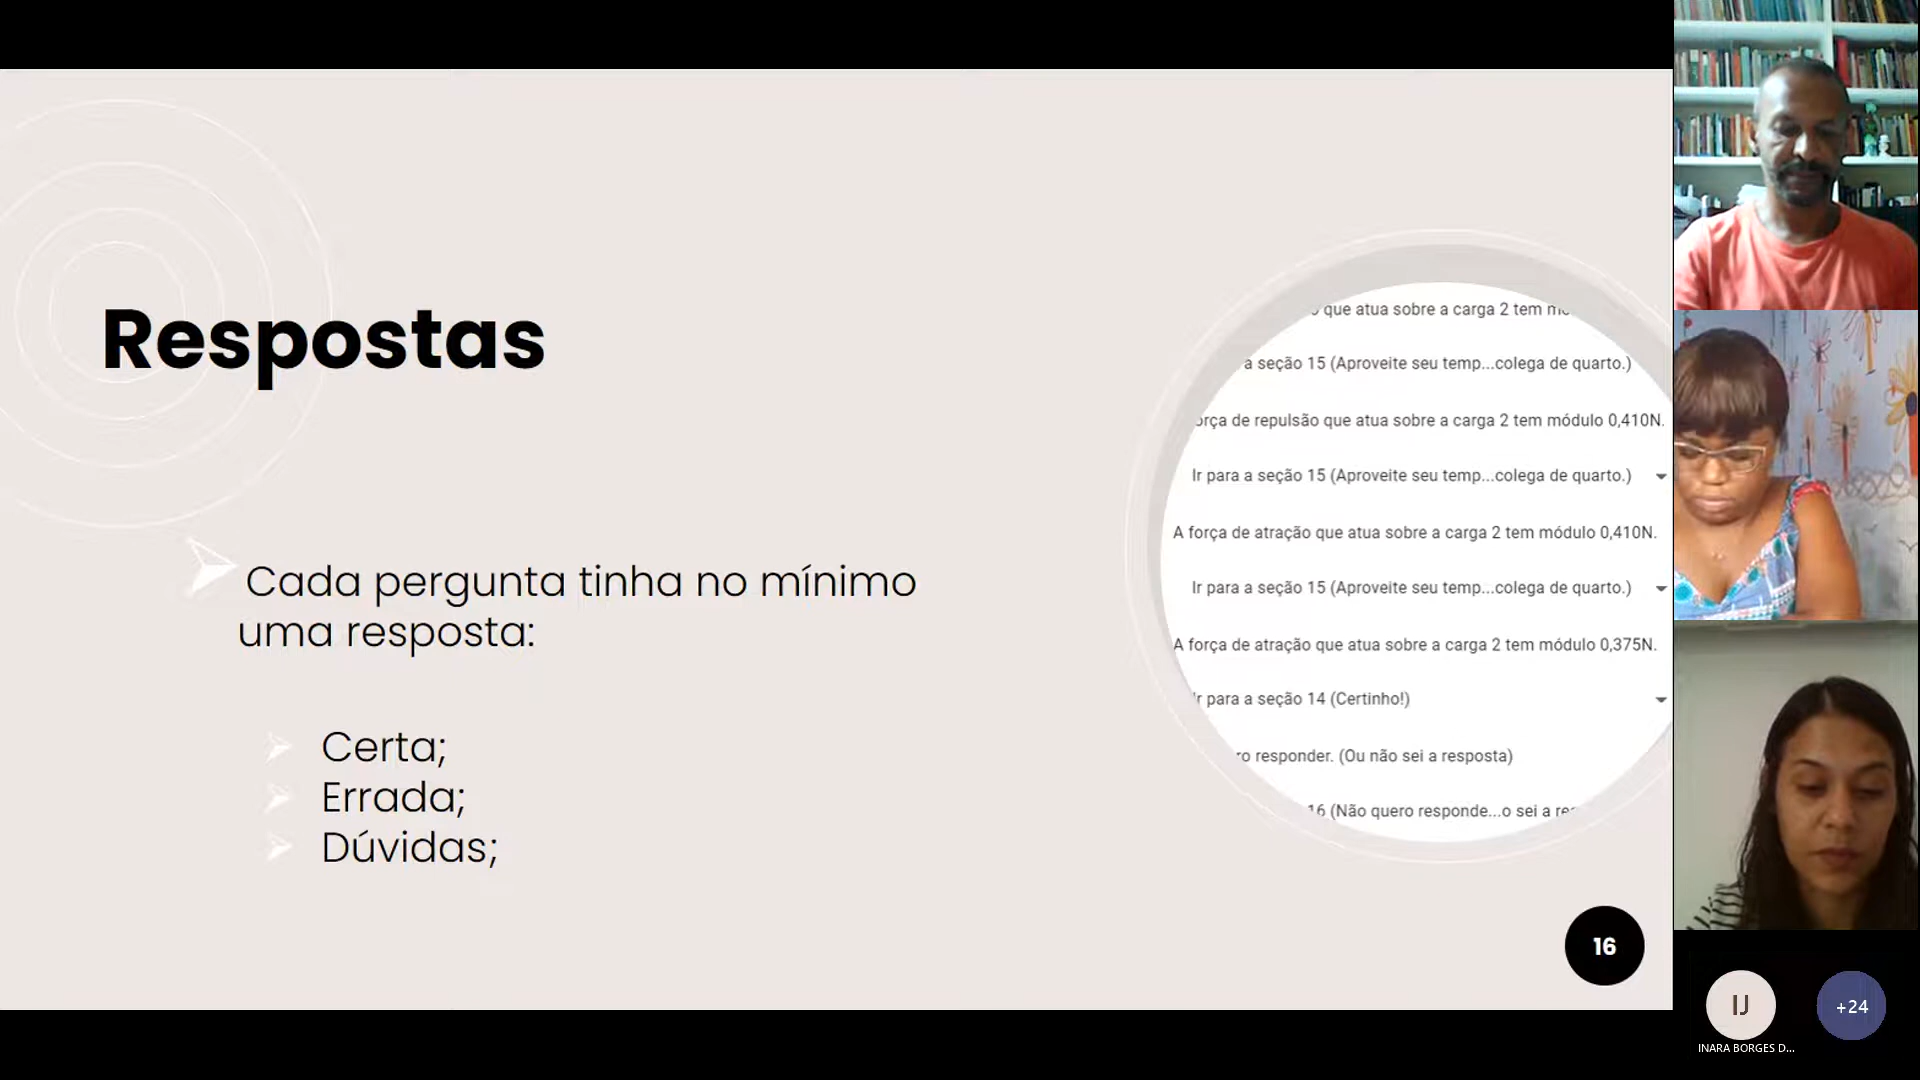 Respostas
Cada pergunta tinha no mínimo
uma resposta:
Certa;
Errada;
Dúvidas;
que atua sobre a carga 2 tem
a seção 15 (Aproveite seu temp...colega de quarto.)
de repulsão que atua sobre a carga 2 tem módulo 0,410N.
Ir para a seção 15 (Aproveite seu temp...colega de quarto.)
A força de atração que atua sobre a carga 2 tem módulo 0,410N.
Ir para a seção 15 (Aproveite seu temp...colega de quarto.)
A força de atração que atua sobre a carga 2 tem módulo 0,375N.
Ir para a seção 14 (Certinho!)
responder. (Ou não sei a resposta)
16 (Não quero responde...o sei a
16
IJ
+24
INARA BORGES D...